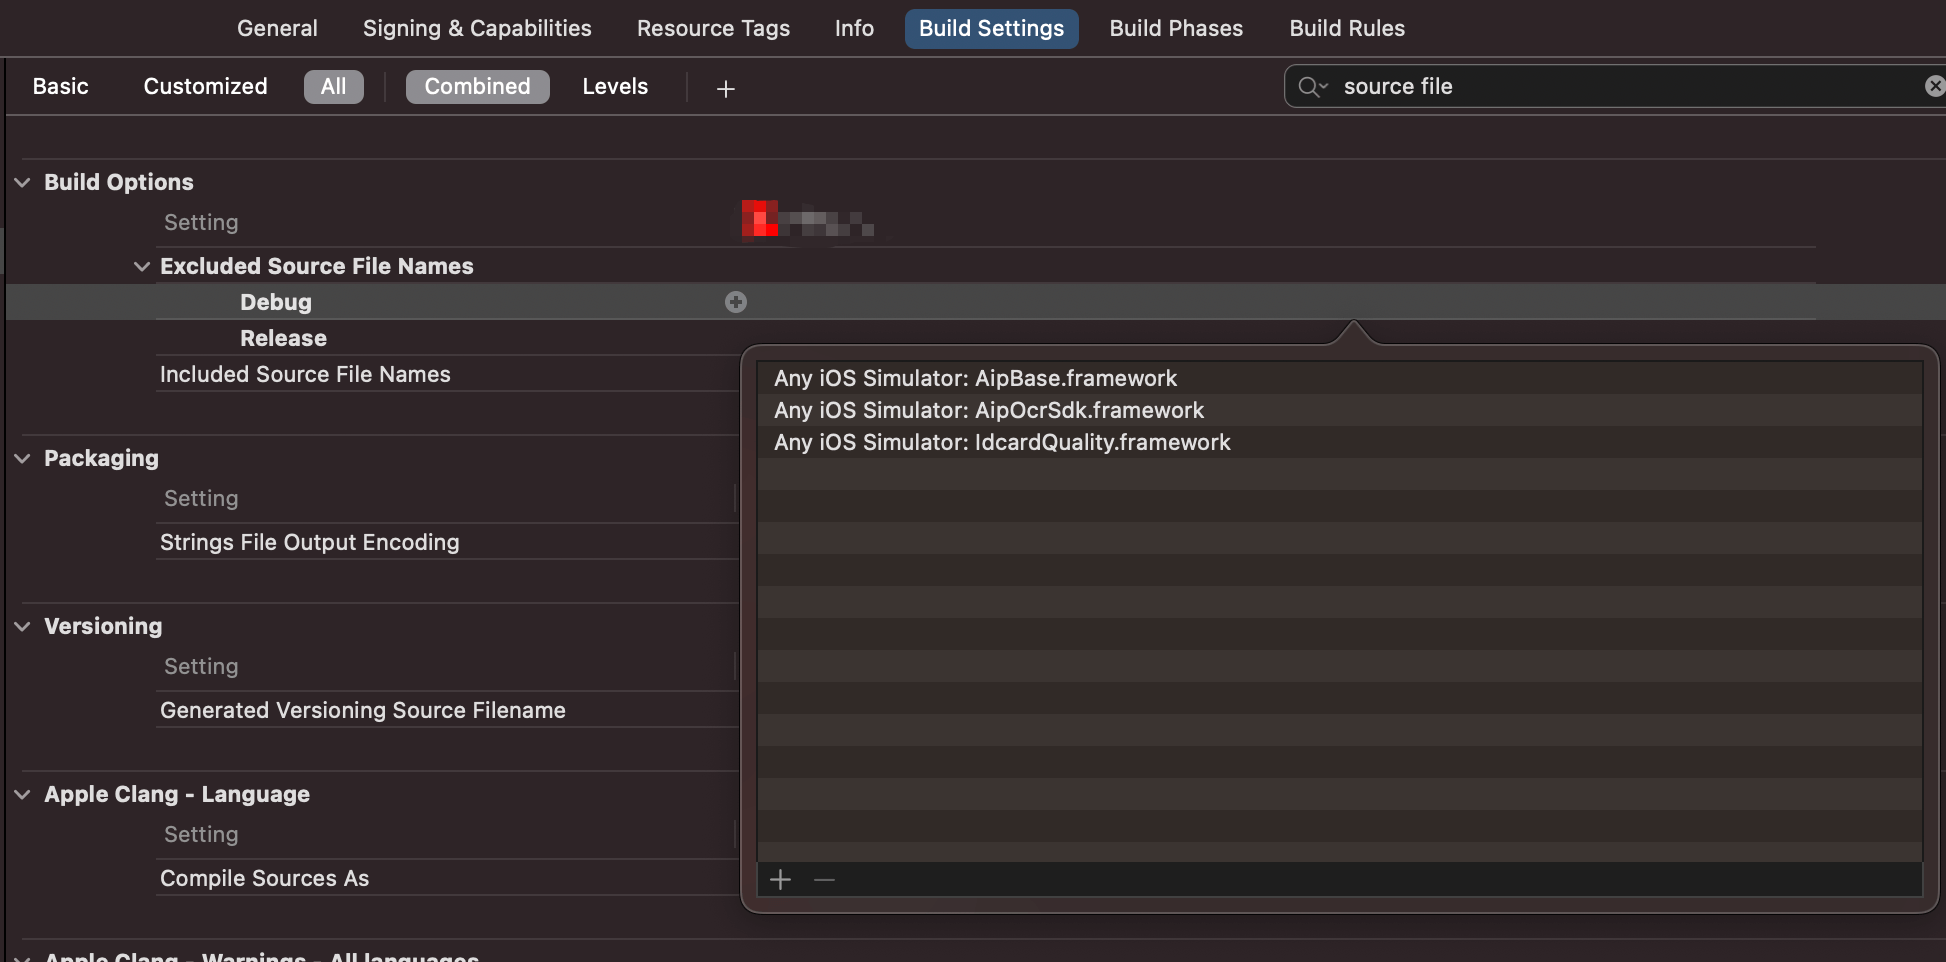 General Signing & Capabilities Resource Tags Info Build Settings Build Phases Build Rules
Basic Customized All Combined Levels + source file
Build Options
Setting
Excluded Source File Names
Debug
Release
Included Source File Names
Any iOS Simulator: AipBase.framework
Any iOS Simulator: AipOcrSdk.framework
Any iOS Simulator: IdcardQuality.framework
Packaging
Setting
Strings File Output Encoding
Versioning
Setting
Generated Versioning Source Filename
Apple Clang - Language
Setting
Compile Sources As
Apple Clang - Warnings - All languages